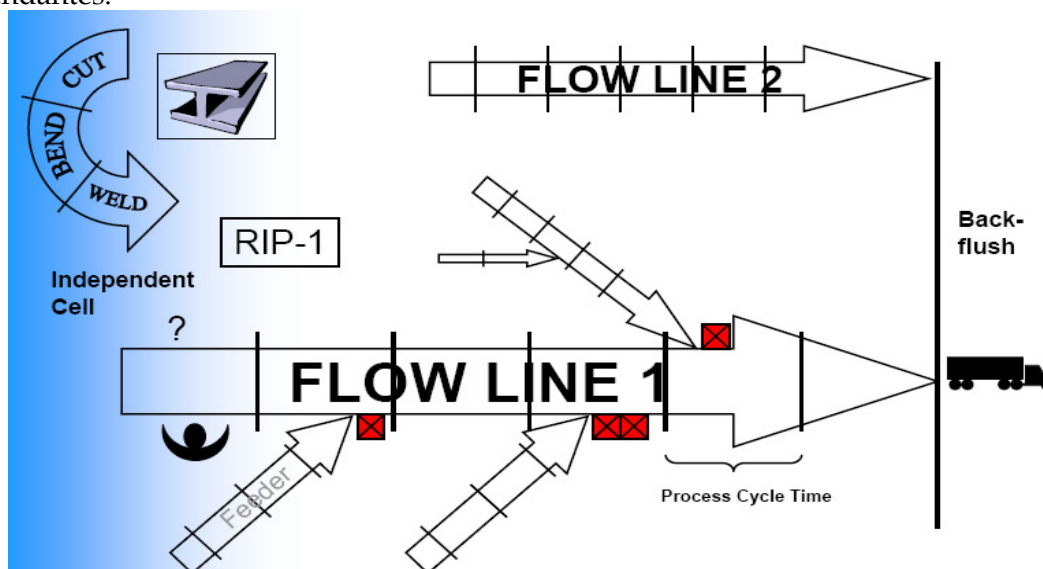 CUT
BEND
WELD
FLOW LINE 2
RIP-1
Independent
Cell
Back-
flush
?
FLOW LINE 1
Feeder
Process Cycle Time